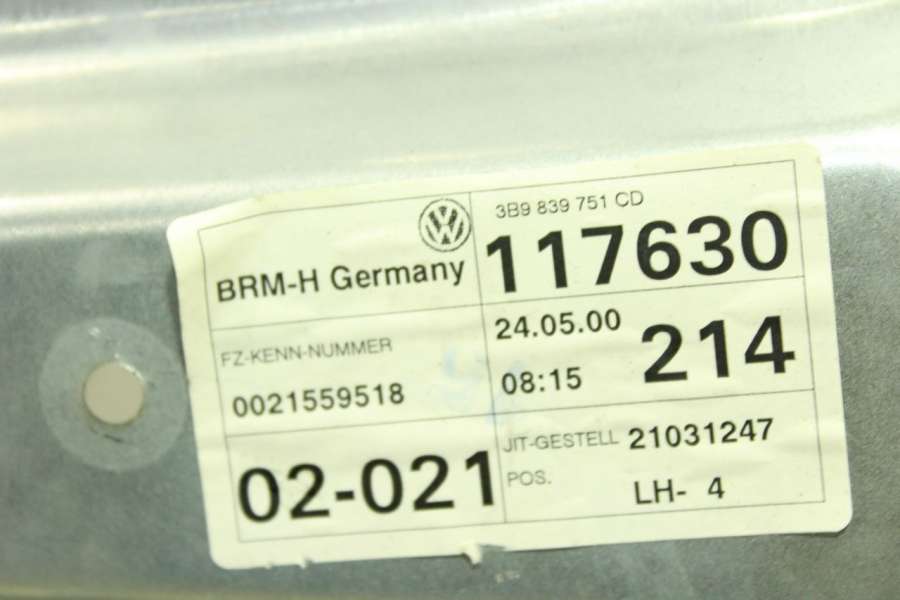 3B9 839 751 CD
BRM-H Germany
117630
FZ-KENN-NUMMER
0021559518
24.05.00
08:15
214
02-021
JIT-GESTELL 21031247
POS.
LH- 4